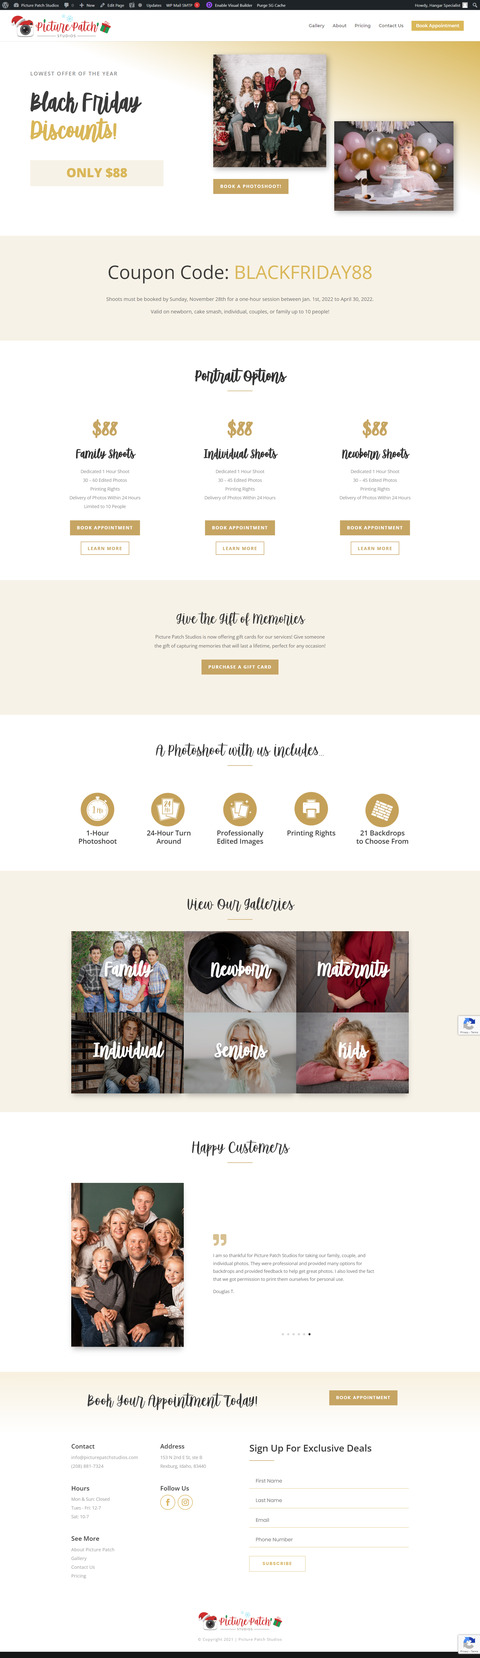 Picture Patch Studios
0
New
Edit Page
Updates
WP Mail SMTP
Enable Visual Builder
Purge SG Cache
Howdy, Hangar Specialist
Picture Patch
STUDIOS
Gallery
About
Pricing
Contact Us
Book Appointment
LOWEST OFFER OF THE YEAR
Black Friday
Discounts!
ONLY $88
BOOK A PHOTOSHOOT!
Coupon Code: BLACKFRIDAY88
Shoots must be booked by Sunday, November 28th for a one-hour session between Jan. 1st, 2022 to April 30, 2022.
Valid on newborn, cake smash, individual, couples, or family up to 10 people!
Portrait Options
$88
Family Shoots
Dedicated 1 Hour Shoot
30 - 60 Edited Photos
Printing Rights
Delivery of Photos Within 24 Hours
Limited to 10 People
BOOK APPOINTMENT
LEARN MORE
$88
Individual Shoots
Dedicated 1 Hour Shoot
30 - 45 Edited Photos
Printing Rights
Delivery of Photos Within 24 Hours
BOOK APPOINTMENT
LEARN MORE
$88
Newborn Shoots
Dedicated 1 Hour Shoot
30 - 45 Edited Photos
Printing Rights
Delivery of Photos Within 24 Hours
BOOK APPOINTMENT
LEARN MORE
Give the Gift of Memories
Picture Patch Studios is now offering gift cards for our services! Give someone
the gift of capturing memories that will last a lifetime, perfect for any occasion!
PURCHASE A GIFT CARD
A Photoshoot with us includes...
1-Hour
Photoshoot
24-Hour Turn
Around
Professionally
Edited Images
Printing Rights
21 Backdrops
to Choose From
View Our Galleries
Family
Newborn
Maternity
Individual
Seniors
Kids
Privacy - Terms
Happy Customers
I am so thankful for Picture Patch Studios for taking our family, couple, and
individual photos. They were professional and provided many options for
backdrops and provided feedback to help get great photos. I also loved the fact
that we got permission to print them ourselves for personal use.
Douglas T.
Book Your Appointment Today!
BOOK APPOINTMENT
Contact
info@picturepatchstudios.com
(208) 881-7324
Hours
Mon & Sun: Closed
Tues - Fri: 12-7
Sat: 10-7
See More
About Picture Patch
Gallery
Contact Us
Pricing
Address
Rexburg, Idaho, 83440
Follow Us
Sign Up For Exclusive Deals
First Name
Last Name
Email
Phone Number
SUBSCRIBE
Picture Patch
STUDIOS
© Copyright 2021 | Picture Patch Studios
Privacy - Terms